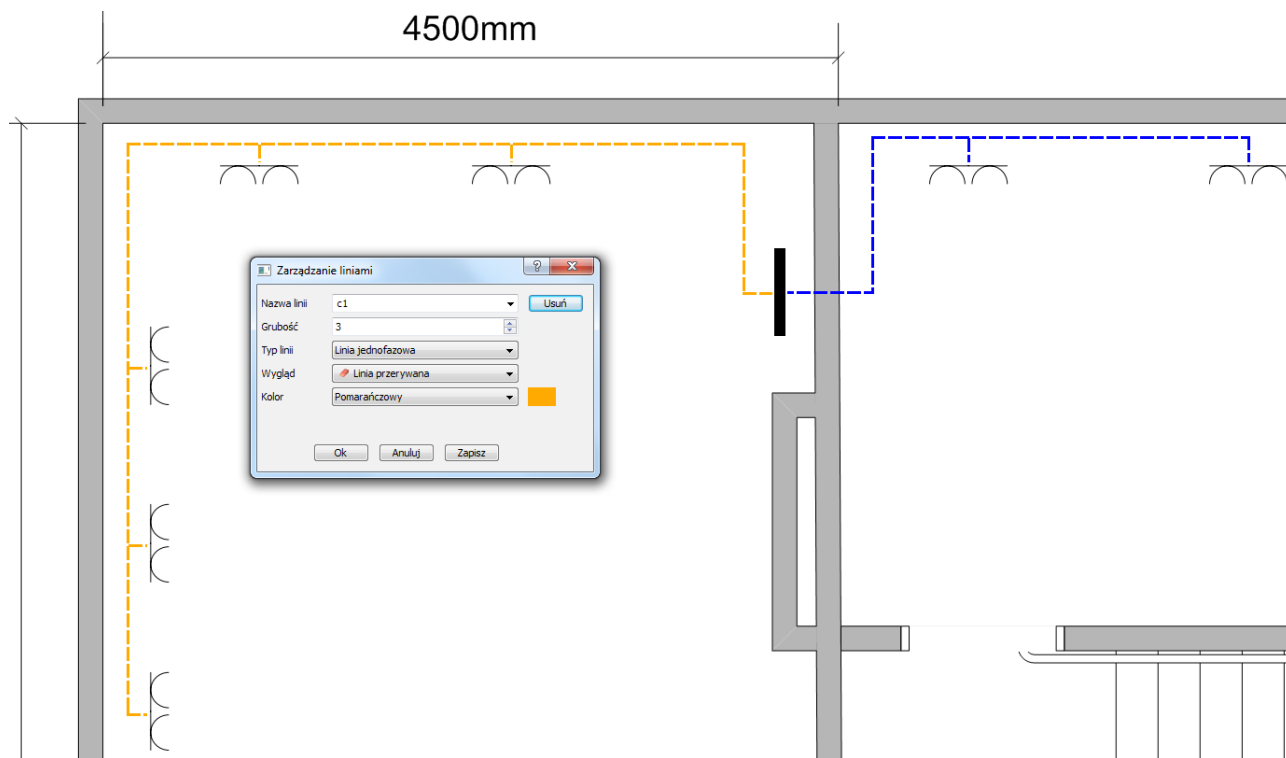 4500mm
Zarządzanie liniami
?
Nazwa linii c1 Usuń
Grubość 3
Typ linii Linia jednofazowa
Wygląd Linia przerywana
Kolor Pomarańczowy
Ok Anuluj Zapisz